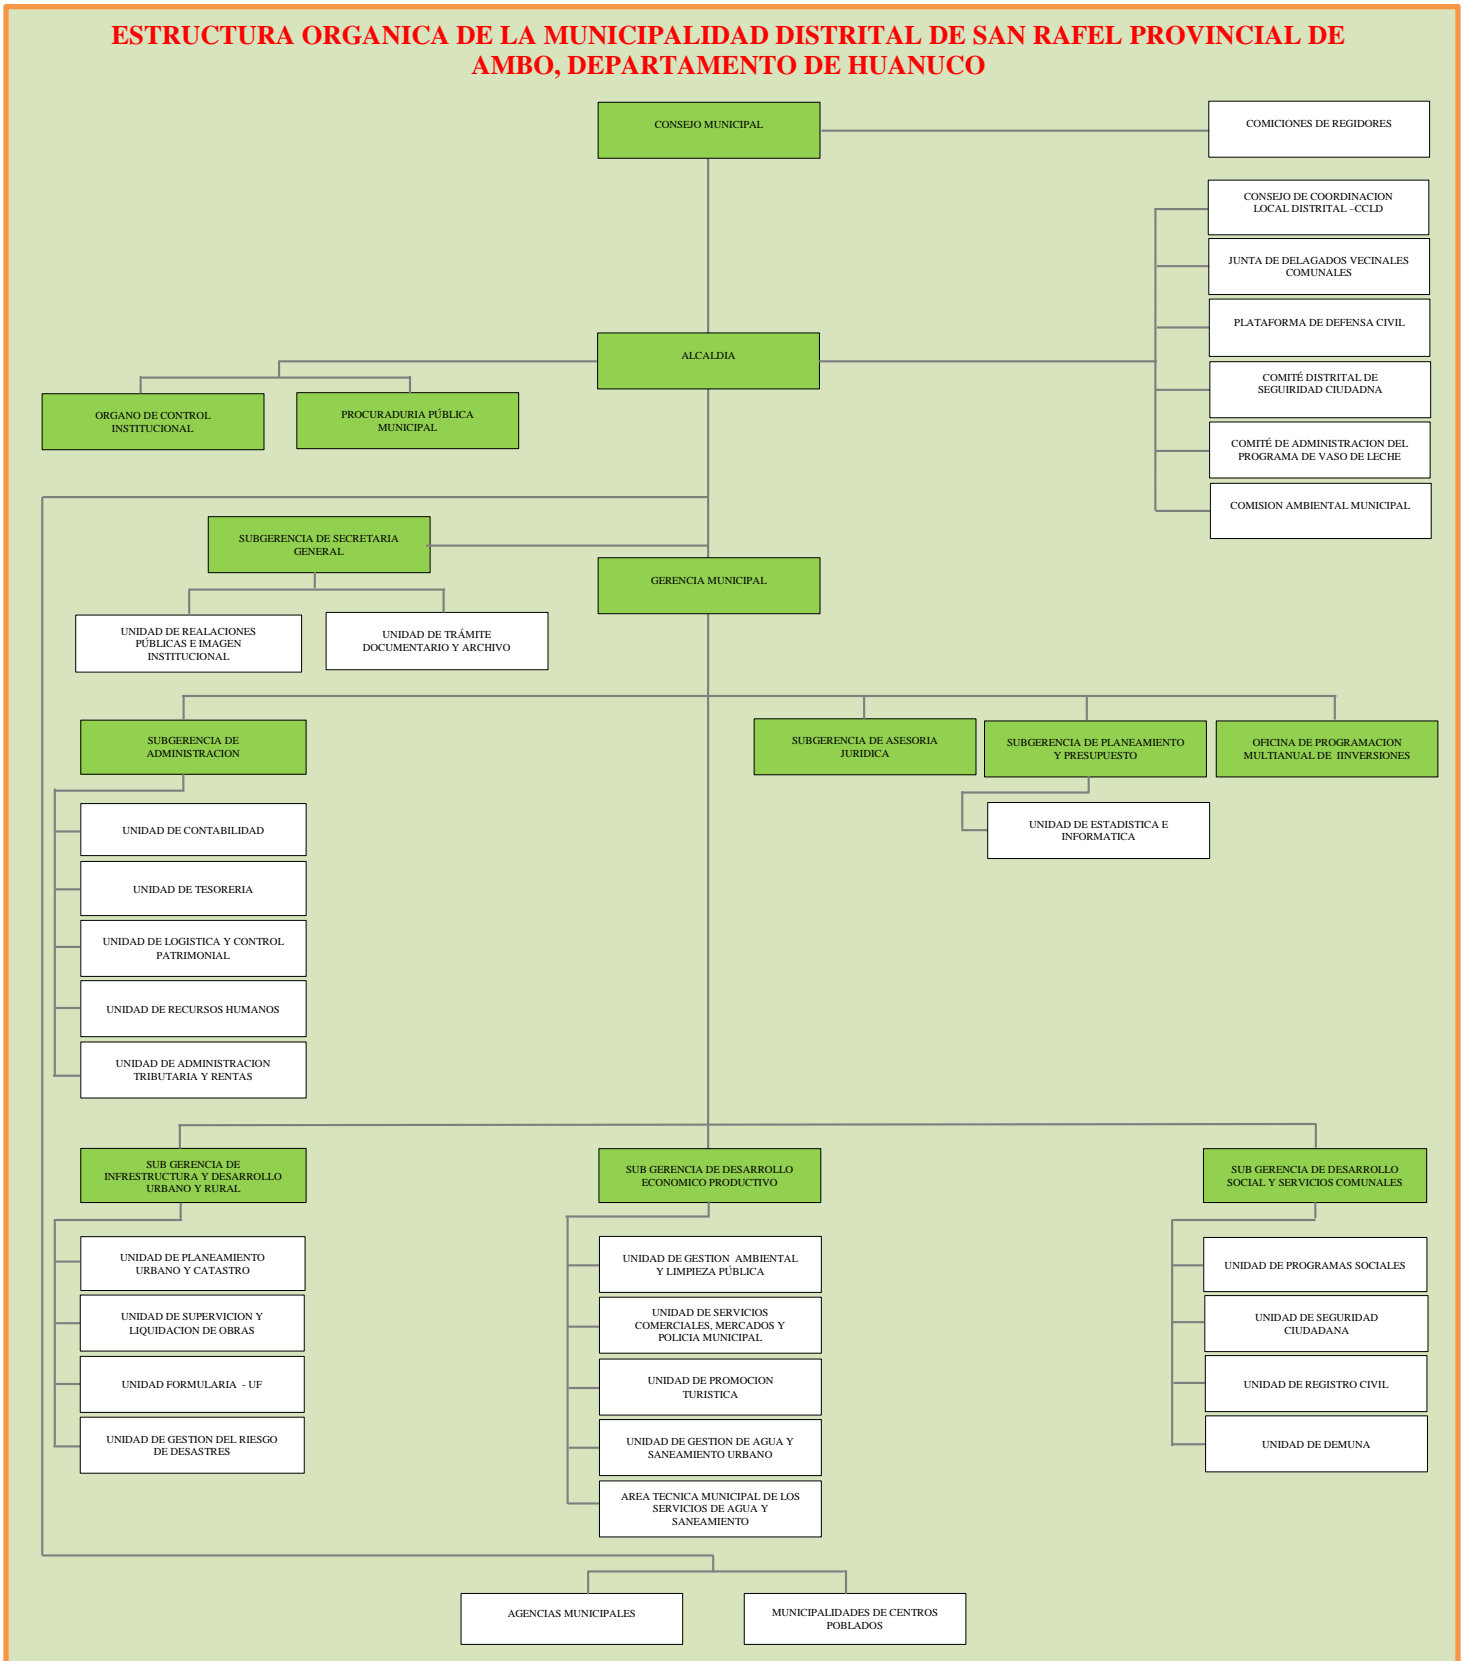 ESTRUCTURA ORGANICA DE LA MUNICIPALIDAD DISTRITAL DE SAN RAFEL PROVINCIAL DE
AMBO, DEPARTAMENTO DE HUANUCO
CONSEJO MUNICIPAL
COMICIONES DE REGIDORES
CONSEJO DE COORDINACION
LOCAL DISTRITAL –CCLD
JUNTA DE DELAGADOS VECINALES
COMUNALES
PLATAFORMA DE DEFENSA CIVIL
COMITÉ DISTRITAL DE
SEGUIRIDAD CIUDADNA
COMITÉ DE ADMINISTRACION DEL
PROGRAMA DE VASO DE LECHE
COMISION AMBIENTAL MUNICIPAL
ALCALDIA
ORGANO DE CONTROL
INSTITUCIONAL
PROCURADURIA PÚBLICA
MUNICIPAL
SUBGERENCIA DE SECRETARIA
GENERAL
GERENCIA MUNICIPAL
UNIDAD DE REALACIONES
PÚBLICAS E IMAGEN
INSTITUCIONAL
UNIDAD DE TRÁMITE
DOCUMENTARIO Y ARCHIVO
SUBGERENCIA DE
ADMINISTRACION
SUBGERENCIA DE ASESORIA
JURIDICA
SUBGERENCIA DE PLANEAMIENTO
Y PRESUPUESTO
OFICINA DE PROGRAMACION
MULTIANUAL DE IINVERSIONES
UNIDAD DE ESTADISTICA E
INFORMATICA
UNIDAD DE CONTABILIDAD
UNIDAD DE TESORERIA
UNIDAD DE LOGISTICA Y CONTROL
PATRIMONIAL
UNIDAD DE RECURSOS HUMANOS
UNIDAD DE ADMINISTRACION
TRIBUTARIA Y RENTAS
SUB GERENCIA DE
INFRESTRUCTURA Y DESARROLLO
URBANO Y RURAL
UNIDAD DE PLANEAMIENTO
URBANO Y CATASTRO
UNIDAD DE SUPERVICION Y
LIQUIDACION DE OBRAS
UNIDAD FORMULARIA - UF
UNIDAD DE GESTION DEL RIESGO
DE DESASTRES
SUB GERENCIA DE DESARROLLO
ECONOMICO PRODUCTIVO
UNIDAD DE GESTION AMBIENTAL
Y LIMPIEZA PÚBLICA
UNIDAD DE SERVICIOS
COMERCIALES, MERCADOS Y
POLICIA MUNICIPAL
UNIDAD DE PROMOCION
TURISTICA
UNIDAD DE GESTION DE AGUA Y
SANEAMIENTO URBANO
AREA TECNICA MUNICIPAL DE LOS
SERVICIOS DE AGUA Y
SANEAMIENTO
SUB GERENCIA DE DESARROLLO
SOCIAL Y SERVICIOS COMUNALES
UNIDAD DE PROGRAMAS SOCIALES
UNIDAD DE SEGURIDAD
CIUDADANA
UNIDAD DE REGISTRO CIVIL
UNIDAD DE DEMUNA
AGENCIAS MUNICIPALES
MUNICIPALIDADES DE CENTROS
POBLADOS